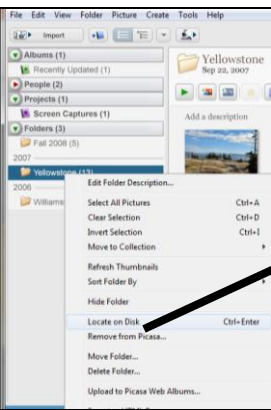 File Edit View Folder Picture Create Tools Help
Import
Albums (1)
Recently Updated (1)
People (2)
Projects (1)
Screen Captures (1)
Folders (3)
Fall 2008 (5)
2007
Yellowstone (13)
2006
Williams
Yellowstone
Sep 22, 2007
Add a description
Edit Folder Description...
Select All Pictures Ctrl+A
Clear Selection Ctrl+D
Invert Selection Ctrl+I
Move to Collection
Refresh Thumbnails
Sort Folder By
Hide Folder
Locate on Disk Ctrl+Enter
Remove from Picasa...
Move Folder...
Delete Folder...
Upload to Picasa Web Albums...